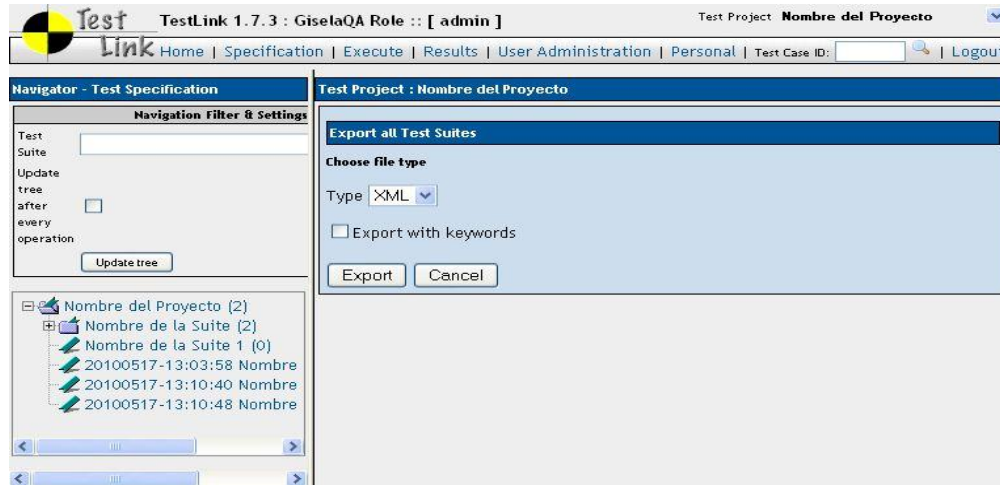 Test Link
TestLink 1.7.3 : GiselaQA Role :: [ admin ]
Test Project Nombre del Proyecto
Home | Specification | Execute | Results | User Administration | Personal | Test Case ID: | Logout
Navigator - Test Specification
Navigation Filter & Settings
Test
Suite
Update
tree
after
every
operation
Update tree
Nombre del Proyecto (2)
Nombre de la Suite (2)
Nombre de la Suite 1 (0)
20100517-13:03:58 Nombre
20100517-13:10:40 Nombre
20100517-13:10:48 Nombre
Test Project : Nombre del Proyecto
Export all Test Suites
Choose file type
Type XML
Export with keywords
Export Cancel